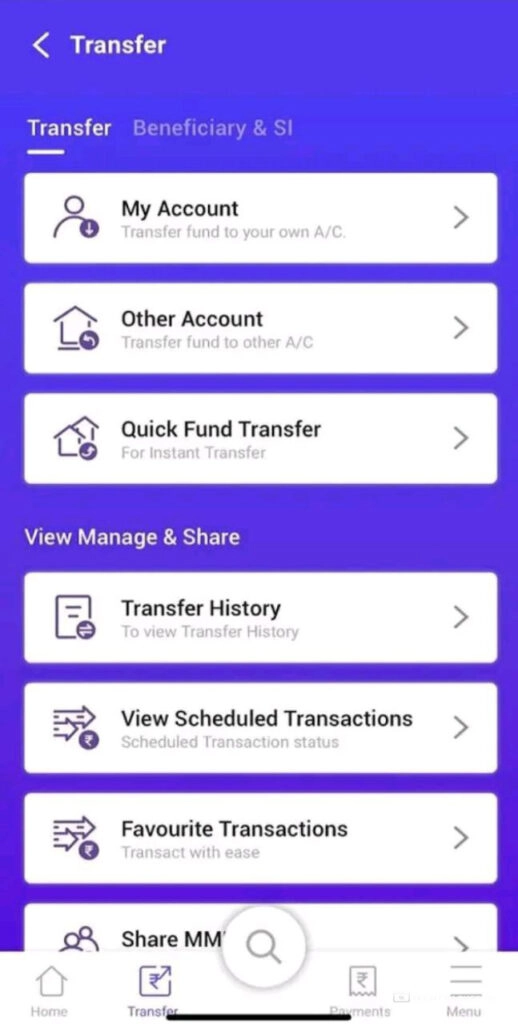 Transfer
Transfer Beneficiary & SI
My Account
Transfer fund to your own A/C.
Other Account
Transfer fund to other A/C
Quick Fund Transfer
For Instant Transfer
View Manage & Share
Transfer History
To view Transfer History
View Scheduled Transactions
Scheduled Transaction status
Favourite Transactions
Transact with ease
Share
Home Transfer Payments Menu